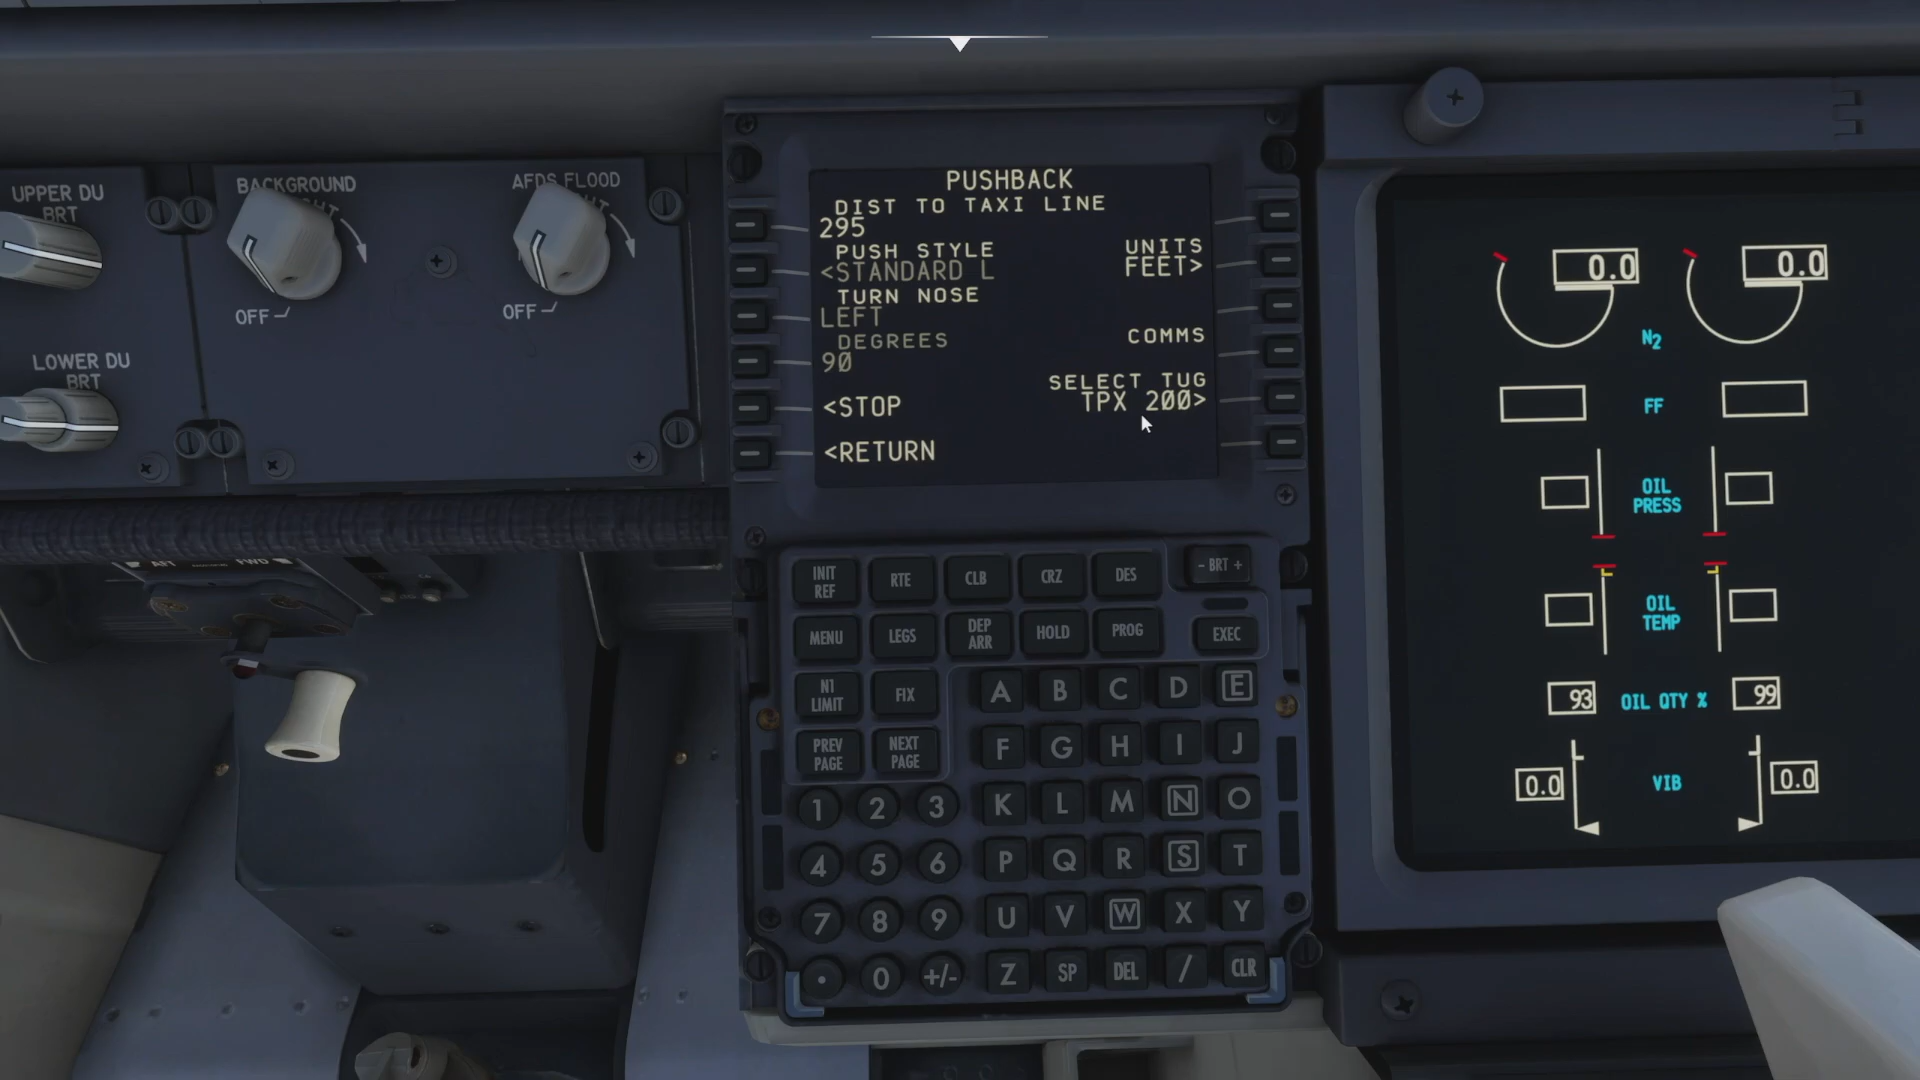 UPPER DU
BRT
BACKGROUND
OFF
AFDS FLOOD
OFF
LOWER DU
BRT
AFT
FWD
PUSHBACK
DIST TO TAXI LINE
295
PUSH STYLE
<STANDARD L
UNITS
FEET>
TURN NOSE
LEFT
DEGREES
90
COMMS
SELECT TUG
TPX 200>
<STOP
<RETURN
INIT REF
RTE
CLB
CRZ
DES
- BRT +
MENU
LEGS
DEP ARR
HOLD
PROG
EXEC
N1 LIMIT
FIX
A B C D E
PREV PAGE
NEXT PAGE
F G H I J
1 2 3
K L M N O
4 5 6
P Q R S T
7 8 9
U V W X Y
. 0 +/-
Z SP DEL / CLR
0.0
0.0
N2
FF
OIL
PRESS
OIL
TEMP
93 OIL QTY % 99
0.0 VIB 0.0